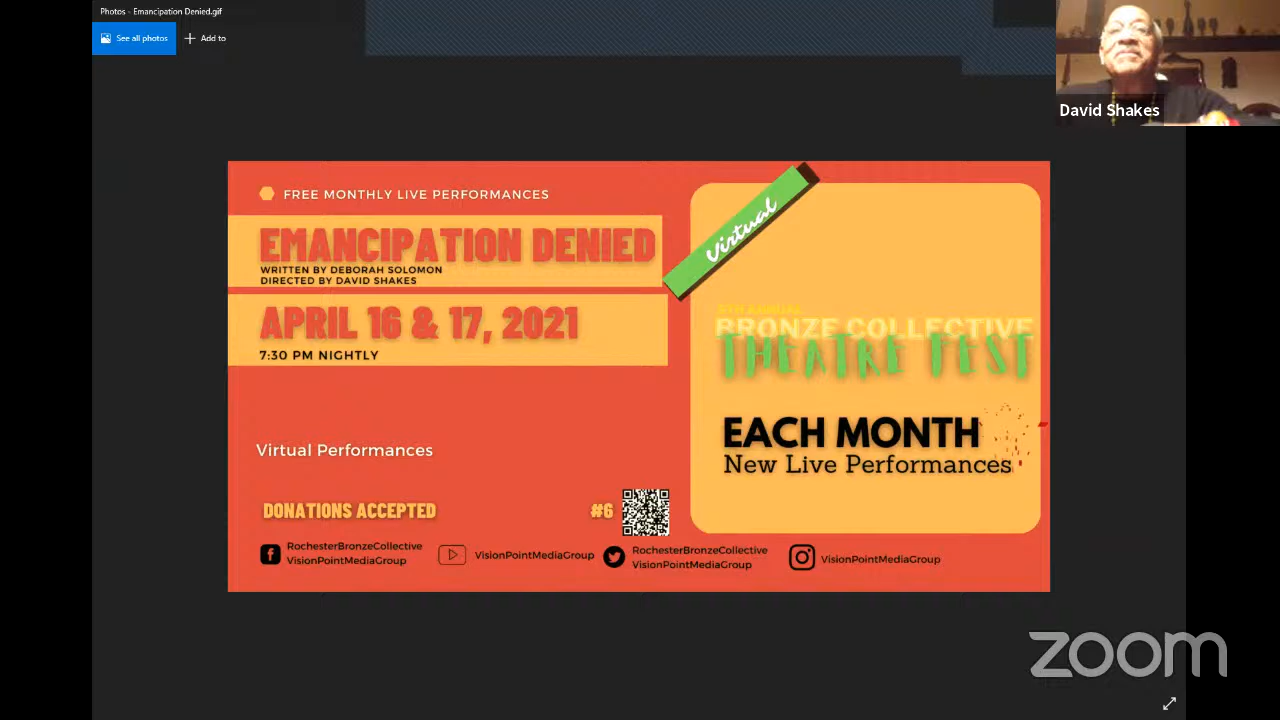 Photos - Emancipation Denied.gif
See all photos
Add to
David Shakes
FREE MONTHLY LIVE PERFORMANCES
EMANCIPATION DENIED
WRITTEN BY DEBORAH SOLOMON
DIRECTED BY DAVID SHAKES
APRIL 16 & 17, 2021
7:30 PM NIGHTLY
Virtual Performances
DONATIONS ACCEPTED
#6
Virtual
ANNUAL
BRONZE COLLECTIVE
THEATRE FEST
EACH MONTH
New Live Performances
RochesterBronzeCollective
VisionPointMediaGroup
VisionPointMediaGroup
RochesterBronzeCollective
VisionPointMediaGroup
VisionPointMediaGroup
zoom